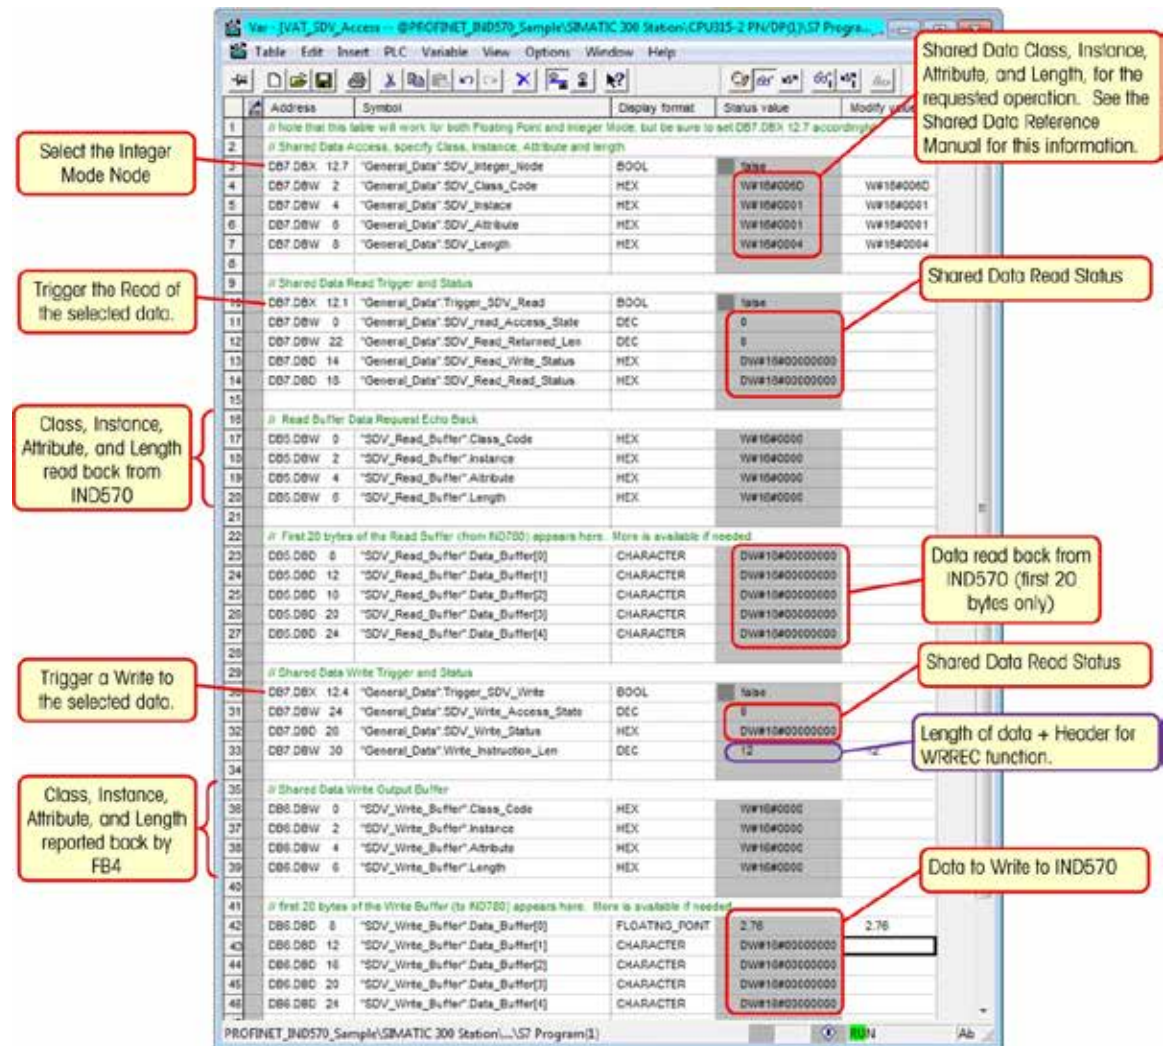 Var - [VAT_SDV_Access -- @PROFINET_IND570_Sample\SIMATIC 300 Station\CPU315-2 PN/DP(1)\S7 Progra...
Table Edit Insert PLC Variable View Options Window Help
Address Symbol Display format Status value Modify value
1 // Note that this table will work for both Floating Point and Integer Mode, but be sure to set DB7.DBX 12.7 accordingly
2 // Shared Data Access, specify Class, Instance, Attribute and length
3 DB7.DBX 12.7 "General_Data".SDV_Integer_Node BOOL false
4 DB7.DBW 2 "General_Data".SDV_Class_Code HEX W#16#006D W#16#006D
5 DB7.DBW 4 "General_Data".SDV_Instace HEX W#16#0001 W#16#0001
6 DB7.DBW 6 "General_Data".SDV_Attribute HEX W#16#0001 W#16#0001
7 DB7.DBW 8 "General_Data".SDV_Length HEX W#16#0004 W#16#0004
8
9 // Shared Data Read Trigger and Status
10 DB7.DBX 12.1 "General_Data".Trigger_SDV_Read BOOL false
11 DB7.DBW 0 "General_Data".SDV_read_Access_State DEC 0
12 DB7.DBW 22 "General_Data".SDV_Read_Returned_Len DEC 0
13 DB7.DBD 14 "General_Data".SDV_Read_Write_Status HEX DW#16#00000000
14 DB7.DBD 18 "General_Data".SDV_Read_Read_Status HEX DW#16#00000000
15
16 // Read Buffer Data Request Echo Back
17 DB5.DBW 0 "SDV_Read_Buffer".Class_Code HEX W#16#0000
18 DB5.DBW 2 "SDV_Read_Buffer".Instance HEX W#16#0000
19 DB5.DBW 4 "SDV_Read_Buffer".Attribute HEX W#16#0000
20 DB5.DBW 6 "SDV_Read_Buffer".Length HEX W#16#0000
21
22 // First 20 bytes of the Read Buffer (from IND780) appears here. More is available if needed
23 DB5.DBD 8 "SDV_Read_Buffer".Data_Buffer[0] CHARACTER DW#16#00000000
24 DB5.DBD 12 "SDV_Read_Buffer".Data_Buffer[1] CHARACTER DW#16#00000000
25 DB5.DBD 16 "SDV_Read_Buffer".Data_Buffer[2] CHARACTER DW#16#00000000
26 DB5.DBD 20 "SDV_Read_Buffer".Data_Buffer[3] CHARACTER DW#16#00000000
27 DB5.DBD 24 "SDV_Read_Buffer".Data_Buffer[4] CHARACTER DW#16#00000000
28
29 // Shared Data Write Trigger and Status
30 DB7.DBX 12.4 "General_Data".Trigger_SDV_Write BOOL false
31 DB7.DBW 24 "General_Data".SDV_Write_Access_State DEC 0
32 DB7.DBD 26 "General_Data".SDV_Write_Status HEX DW#16#00000000
33 DB7.DBW 30 "General_Data".Write_Instruction_Len DEC 12 12
34
35 // Shared Data Write Output Buffer
36 DB6.DBW 0 "SDV_Write_Buffer".Class_Code HEX W#16#0000
37 DB6.DBW 2 "SDV_Write_Buffer".Instance HEX W#16#0000
38 DB6.DBW 4 "SDV_Write_Buffer".Attribute HEX W#16#0000
39 DB6.DBW 6 "SDV_Write_Buffer".Length HEX W#16#0000
40
41 // first 20 bytes of the Write Buffer (to IND780) appears here. More is available if needed
42 DB6.DBD 8 "SDV_Write_Buffer".Data_Buffer[0] FLOATING_POINT 2.76 2.76
43 DB6.DBD 12 "SDV_Write_Buffer".Data_Buffer[1] CHARACTER DW#16#00000000
44 DB6.DBD 16 "SDV_Write_Buffer".Data_Buffer[2] CHARACTER DW#16#00000000
45 DB6.DBD 20 "SDV_Write_Buffer".Data_Buffer[3] CHARACTER DW#16#00000000
46 DB6.DBD 24 "SDV_Write_Buffer".Data_Buffer[4] CHARACTER DW#16#00000000
PROFINET_IND570_Sample\SIMATIC 300 Station\...\S7 Program(1) RUN Ab
Select the Integer
Mode Node
Trigger the Read of
the selected data.
Class, Instance,
Attribute, and Length
read back from
IND570
Trigger a Write to
the selected data.
Class, Instance,
Attribute, and Length
reported back by
FB4
Shared Data Class, Instance,
Attribute, and Length, for the
requested operation. See the
Shared Data Reference
Manual for this information.
Shared Data Read Status
Data read back from
IND570 (first 20
bytes only)
Shared Data Read Status
Length of data + Header for
WRREC function.
Data to Write to IND570